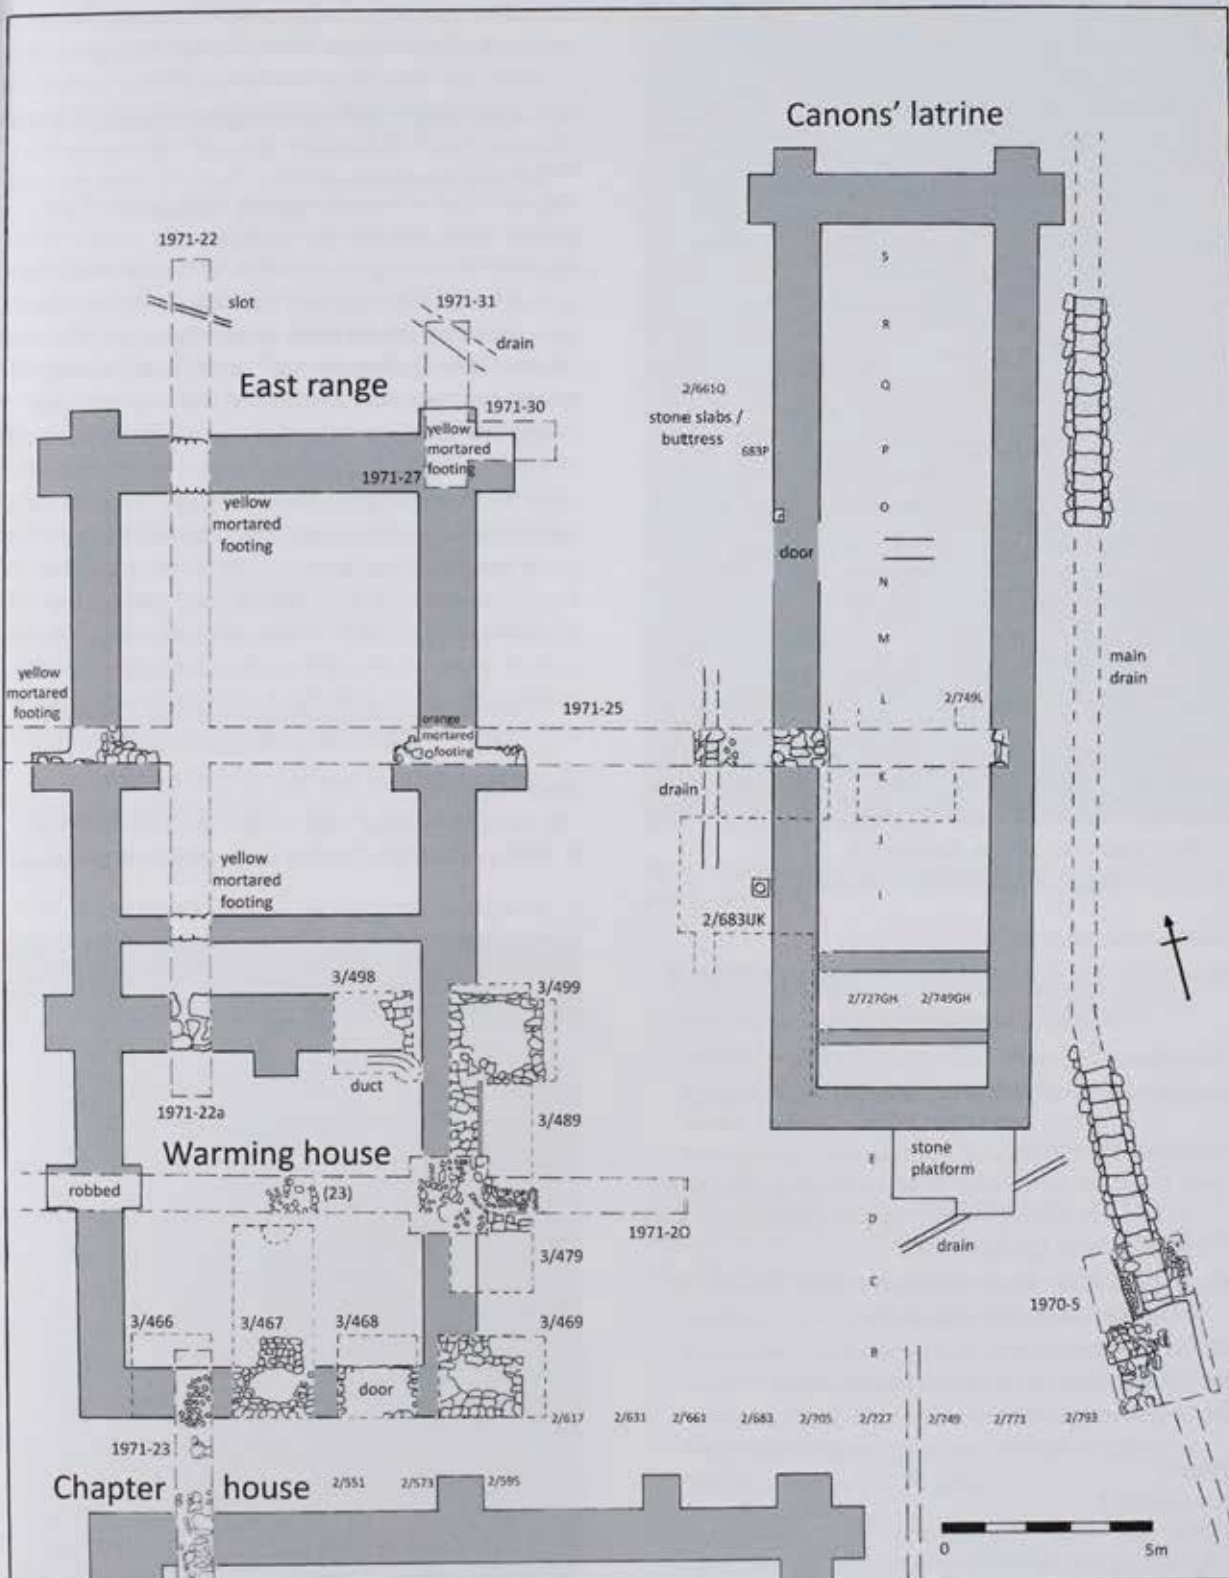 Canons' latrine
1971-22
slot
1971-31
drain
East range
1971-30
yellow
mortared
footing
1971-27
yellow
mortared
footing
2/661Q
stone slabs /
buttress
683P
door
S
R
Q
P
O
N
M
L
K
J
I
2/749L
main
drain
yellow
mortared
footing
orange
mortared
footing
1971-25
drain
yellow
mortared
footing
2/683IJK
3/498
3/499
2/727GH
2/749GH
duct
1971-22a
3/489
Warming house
robbed
(23)
1971-20
stone
platform
E
D
C
B
drain
3/479
1970-5
3/466
3/467
3/468
3/469
door
2/617
2/631
2/661
2/683
2/705
2/727
2/749
2/771
2/793
1971-23
Chapter house
2/551
2/573
2/595
0
5m